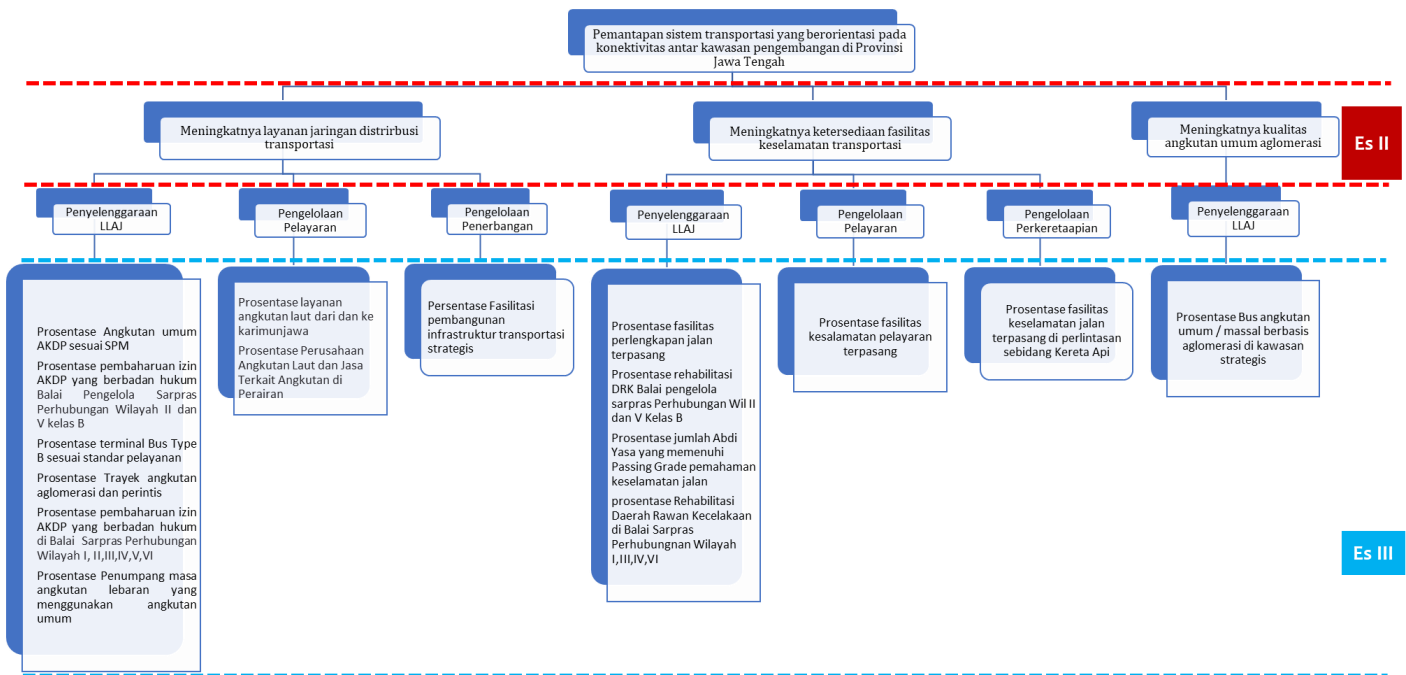 Pemantapan sistem transportasi yang berorientasi pada
konektivitas antar kawasan pengembangan di Provinsi
Jawa Tengah
Meningkatnya layanan jaringan distrirbusi
transportasi
Meningkatnya ketersediaan fasilitas
keselamatan transportasi
Meningkatnya kualitas
angkutan umum aglomerasi
Es II
Penyelenggaraan
LLAJ
Pengelolaan
Pelayaran
Pengelolaan
Penerbangan
Penyelenggaraan
LLAJ
Pengelolaan
Pelayaran
Pengelolaan
Perkeretaapian
Penyelenggaraan
LLAJ
Prosentase Angkutan umum
AKDP sesuai SPM
Prosentase pembaharuan izin
AKDP yang berbadan hukum
Balai Pengelola Sarpras
Perhubungan Wilayah II dan
V kelas B
Prosentase terminal Bus Type
B sesuai standar pelayanan
Prosentase Trayek angkutan
aglomerasi dan perintis
Prosentase pembaharuan izin
AKDP yang berbadan hukum
di Balai Sarpras Perhubungan
Wilayah I, II,III,IV,V,VI
Prosentase Penumpang masa
angkutan lebaran yang
menggunakan angkutan
umum
Prosentase layanan
angkutan laut dari dan ke
karimunjawa
Prosentase Perusahaan
Angkutan Laut dan Jasa
Terkait Angkutan di
Perairan
Persentase Fasilitasi
pembangunan
infrastruktur transportasi
strategis
Prosentase fasilitas
perlengkapan jalan
terpasang
Prosentase rehabilitasi
DRK Balai pengelola
sarpras Perhubungan Wil II
dan V Kelas B
Prosentase jumlah Abdi
Yasa yang memenuhi
Passing Grade pemahaman
keselamatan jalan
prosentase Rehabilitasi
Daerah Rawan Kecelakaan
di Balai Sarpras
Perhubungnan Wilayah
I,III,IV,VI
Prosentase fasilitas
kesalamatan pelayaran
terpasang
Prosentase fasilitas
keselamatan jalan
terpasang di perlintasan
sebidang Kereta Api
Prosentase Bus angkutan
umum / massal berbasis
aglomerasi di kawasan
strategis
Es III